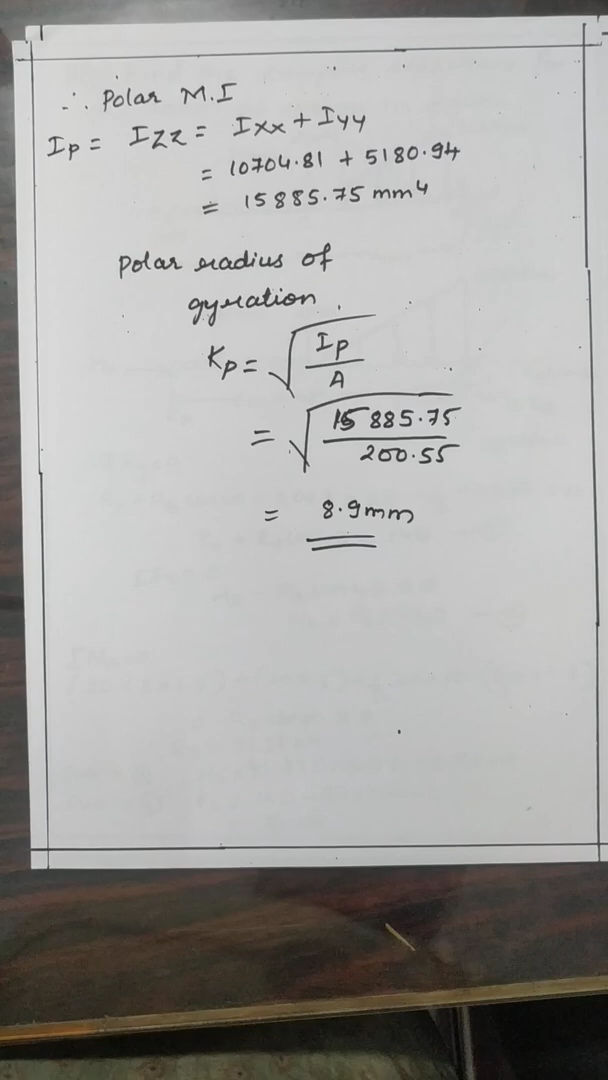 ∴ Polar M.I
Ip = Izz = Ixx + Iyy
= 10704.81 + 5180.94
= 15885.75 mm⁴
Polar radius of
gyration.
Kp = √(Ip/A)
= √(15885.75/200.55)
= 8.9mm